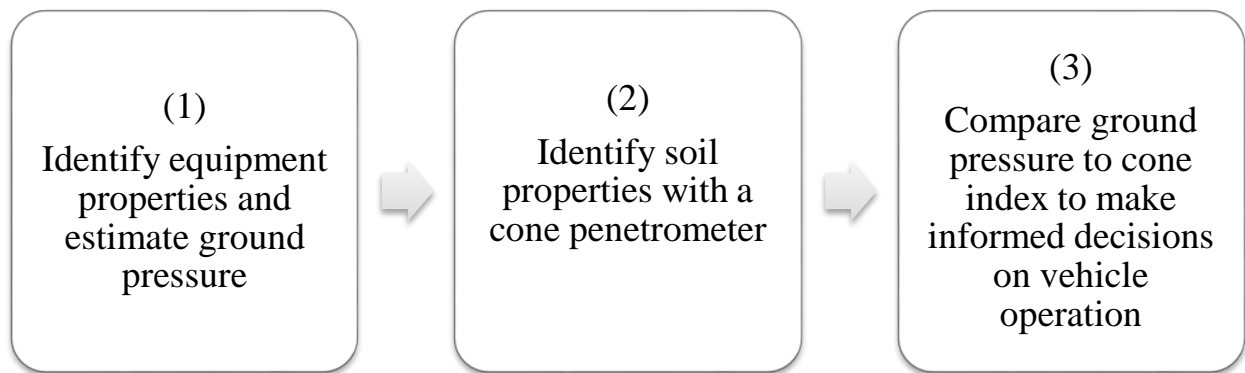 (1)
Identify equipment
properties and
estimate ground
pressure
(2)
Identify soil
properties with a
cone penetrometer
(3)
Compare ground
pressure to cone
index to make
informed decisions
on vehicle
operation